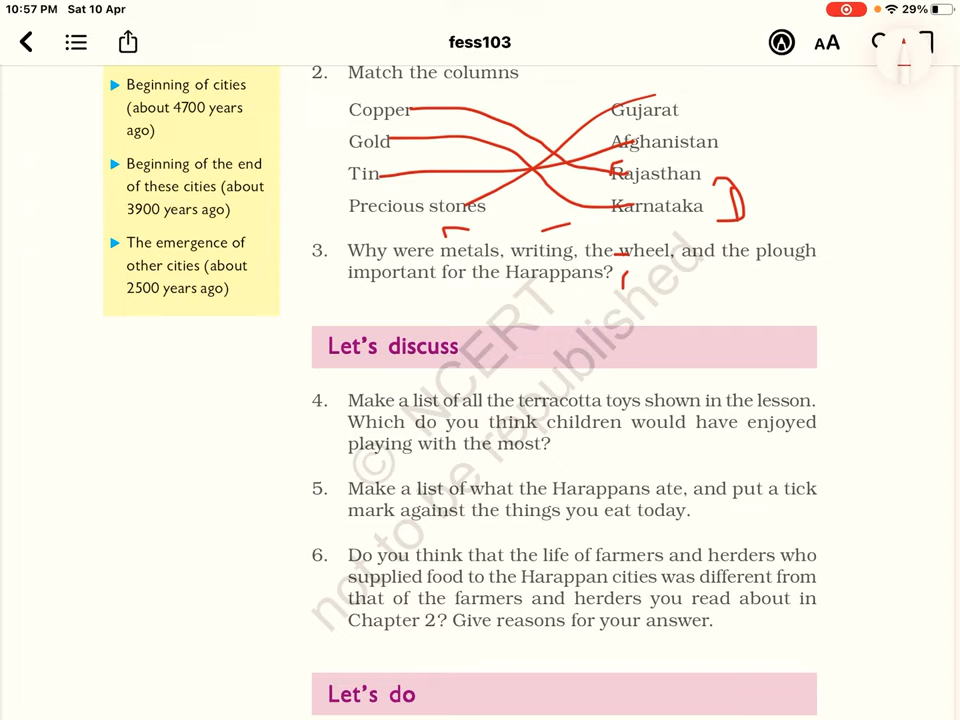 10:57 PM Sat 10 Apr
29%
fess103
AA
Beginning of cities
(about 4700 years
ago)
Beginning of the end
of these cities (about
3900 years ago)
The emergence of
other cities (about
2500 years ago)
2. Match the columns
Copper Gujarat
Gold Afghanistan
Tin Rajasthan
Precious stones Karnataka
3. Why were metals, writing, the wheel, and the plough
important for the Harappans?
Let's discuss
4. Make a list of all the terracotta toys shown in the lesson.
Which do you think children would have enjoyed
playing with the most?
5. Make a list of what the Harappans ate, and put a tick
mark against the things you eat today.
6. Do you think that the life of farmers and herders who
supplied food to the Harappan cities was different from
that of the farmers and herders you read about in
Chapter 2? Give reasons for your answer.
Let's do
© NCERT
not to be republished